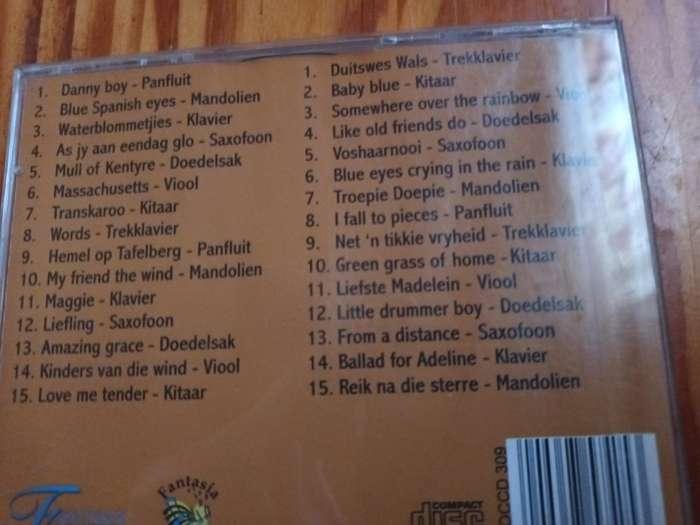 1. Danny boy - Panfluit
2. Blue Spanish eyes - Mandolien
3. Waterblommetjies - Klavier
4. As jy aan eendag glo - Saxofoon
5. Mull of Kentyre - Doedelsak
6. Massachusetts - Viool
7. Transkaroo - Kitaar
8. Words - Trekklavier
9. Hemel op Tafelberg - Panfluit
10. My friend the wind - Mandolien
11. Maggie - Klavier
12. Liefling - Saxofoon
13. Amazing grace - Doedelsak
14. Kinders van die wind - Viool
15. Love me tender - Kitaar
1. Duitswes Wals - Trekklavier
2. Baby blue - Kitaar
3. Somewhere over the rainbow - Viool
4. Like old friends do - Doedelsak
5. Voshaarnooi - Saxofoon
6. Blue eyes crying in the rain - Klavier
7. Troepie Doepie - Mandolien
8. I fall to pieces - Panfluit
9. Net 'n tikkie vryheid - Trekklavier
10. Green grass of home - Kitaar
11. Liefste Madelein - Viool
12. Little drummer boy - Doedelsak
13. From a distance - Saxofoon
14. Ballad for Adeline - Klavier
15. Reik na die sterre - Mandolien
Fantasia
COMPACT
disc
CCD 309